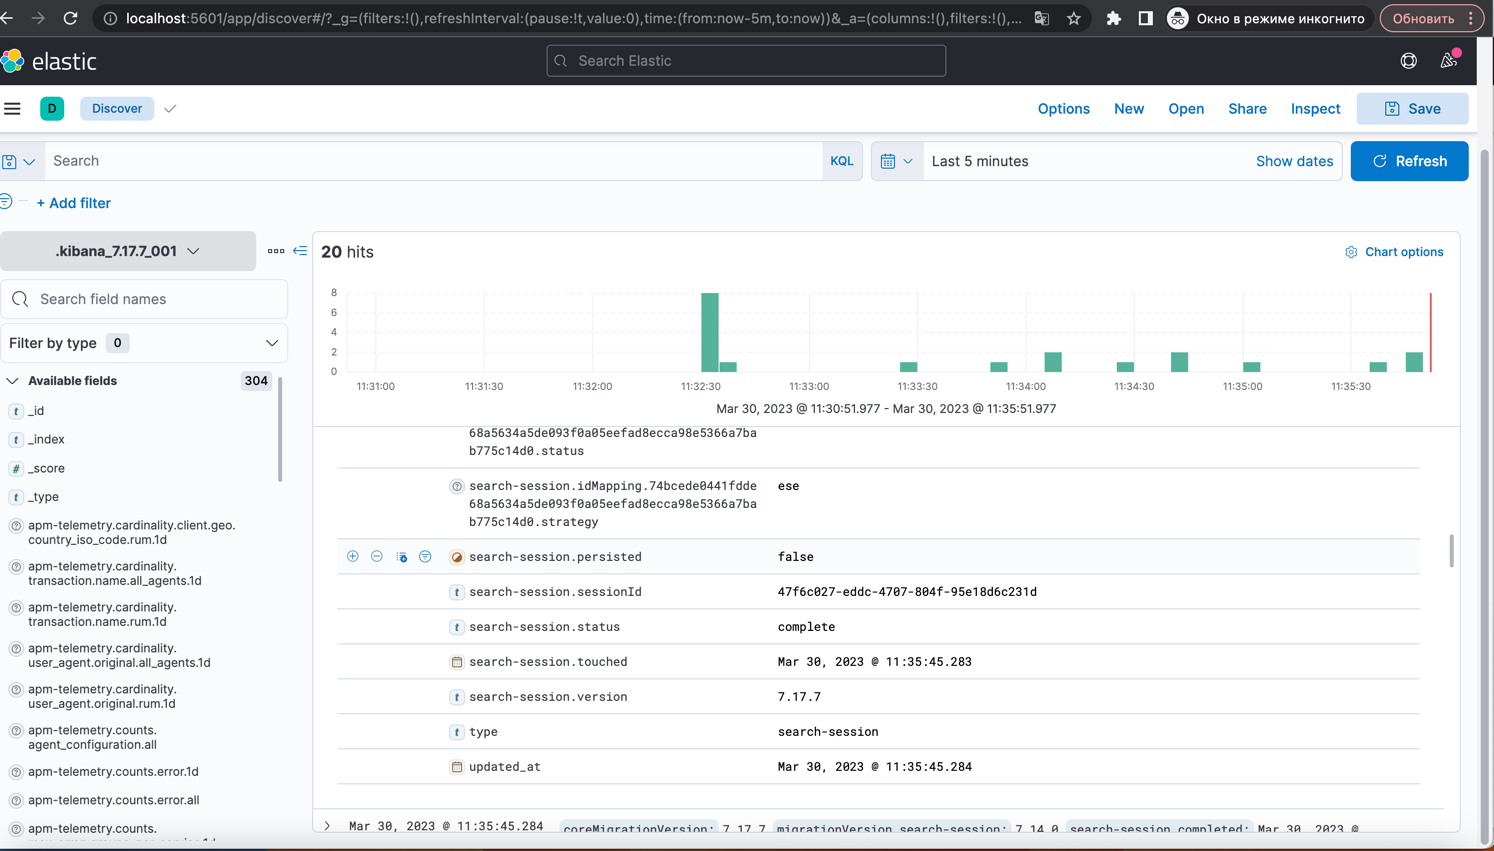 localhost:5601/app/discover#/?_g=(filters:!(),refreshInterval:(pause:!t,value:0),time:(from:now-5m,to:now))&_a=(columns:!(),filters:!(),...
Окно в режиме инкогнито
Обновить
elastic
Search Elastic
D
Discover
Options
New
Open
Share
Inspect
Save
Search
KQL
Last 5 minutes
Show dates
Refresh
+ Add filter
.kibana_7.17.7_001
Search field names
Filter by type 0
Available fields 304
t _id
t _index
# _score
t _type
apm-telemetry.cardinality.client.geo.
country_iso_code.rum.1d
apm-telemetry.cardinality.
transaction.name.all_agents.1d
apm-telemetry.cardinality.
transaction.name.rum.1d
apm-telemetry.cardinality.
user_agent.original.all_agents.1d
apm-telemetry.cardinality.
user_agent.original.rum.1d
apm-telemetry.counts.
agent_configuration.all
apm-telemetry.counts.error.1d
apm-telemetry.counts.error.all
apm-telemetry.counts.
20 hits
Chart options
8
6
4
2
0
11:31:00
11:31:30
11:32:00
11:32:30
11:33:00
11:33:30
11:34:00
11:34:30
11:35:00
11:35:30
Mar 30, 2023 @ 11:30:51.977 - Mar 30, 2023 @ 11:35:51.977
68a5634a5de093f0a05eefad8ecca98e5366a7ba
b775c14d0.status
search-session.idMapping.74bcede0441fdde
68a5634a5de093f0a05eefad8ecca98e5366a7ba
b775c14d0.strategy
ese
search-session.persisted
false
t search-session.sessionId
47f6c027-eddc-4707-804f-95e18d6c231d
t search-session.status
complete
search-session.touched
Mar 30, 2023 @ 11:35:45.283
t search-session.version
7.17.7
t type
search-session
updated_at
Mar 30, 2023 @ 11:35:45.284
Mar 30, 2023 @ 11:35:45.284
coreMigrationVersion: 7.17.7 migrationVersion.search-session: 7.14.0 search-session.completed: Mar 30, 2023 @